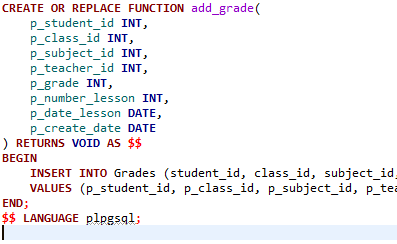 CREATE OR REPLACE FUNCTION add_grade(
p_student_id INT,
p_class_id INT,
p_subject_id INT,
p_teacher_id INT,
p_grade INT,
p_number_lesson INT,
p_date_lesson DATE,
p_create_date DATE
) RETURNS VOID AS $$
BEGIN
INSERT INTO Grades (student_id, class_id, subject_id,
VALUES (p_student_id, p_class_id, p_subject_id, p_tea
END;
$$ LANGUAGE plpgsql;